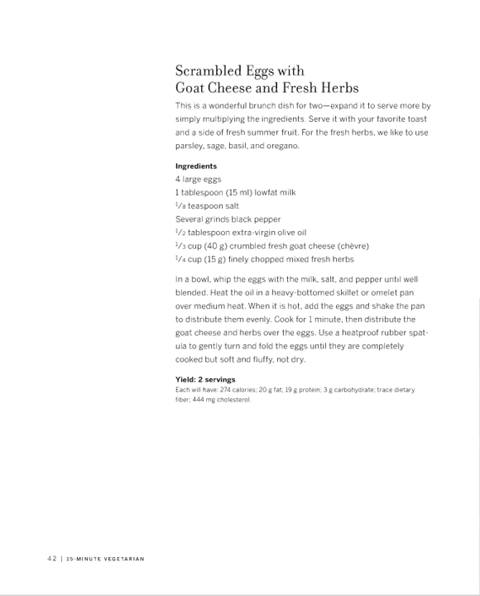 Scrambled Eggs with
Goat Cheese and Fresh Herbs
This is a wonderful brunch dish for two—expand it to serve more by
simply multiplying the ingredients. Serve it with your favorite toast
and a side of fresh summer fruit. For the fresh herbs, we like to use
parsley, sage, basil, and oregano.
Ingredients
4 large eggs
1 tablespoon (15 ml) lowfat milk
1/8 teaspoon salt
Several grinds black pepper
1/2 tablespoon extra-virgin olive oil
1/3 cup (40 g) crumbled fresh goat cheese (chèvre)
1/4 cup (15 g) finely chopped mixed fresh herbs
In a bowl, whip the eggs with the milk, salt, and pepper until well
blended. Heat the oil in a heavy-bottomed skillet or omelet pan
over medium heat. When it is hot, add the eggs and shake the pan
to distribute them evenly. Cook for 1 minute, then distribute the
goat cheese and herbs over the eggs. Use a heatproof rubber spat-
ula to gently turn and fold the eggs until they are completely
cooked but soft and fluffy, not dry.
Yield: 2 servings
Each will have: 274 calories; 20 g fat; 19 g protein; 3 g carbohydrate; trace dietary
fiber; 444 mg cholesterol.
42 | 15-MINUTE VEGETARIAN